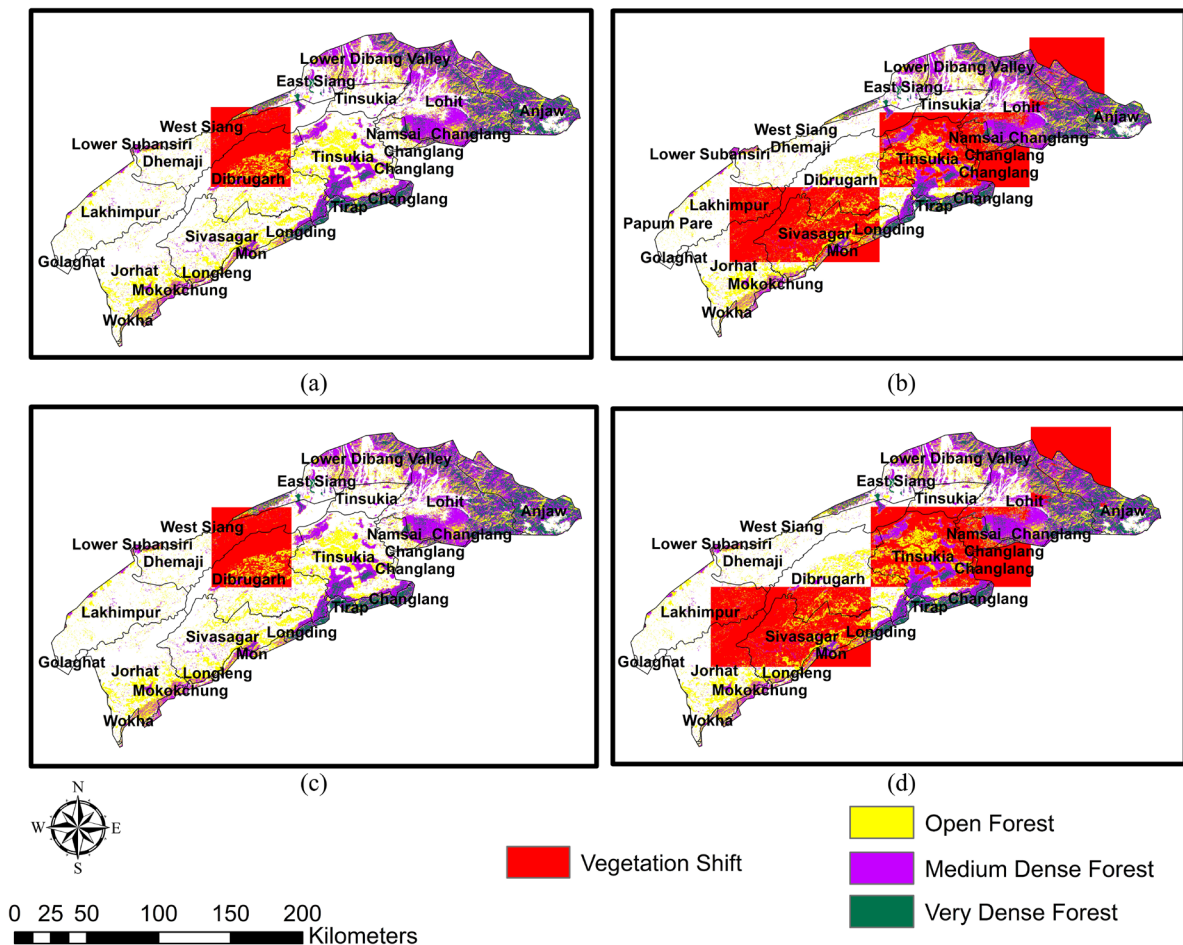 Lower Dibang Valley
East Siang
Tinsukia
Lohit
Anjaw
West Siang
Namsai Changlang
Lower Subansiri
Changlang
Dhemaji
Tinsukia
Changlang
Dibrugarh
Changlang
Lakhimpur
Tirap
Sivasagar
Longding
Mon
Golaghat
Jorhat
Longleng
Mokokchung
Wokha
(a)
Lower Dibang Valley
East Siang
Tinsukia
Lohit
Anjaw
West Siang
Namsai Changlang
Dhemaji
Lower Subansiri
Changlang
Tinsukia
Changlang
Dibrugarh
Changlang
Lakhimpur
Tirap
Papum Pare
Sivasagar
Longding
Mon
Golaghat
Jorhat
Mokokchung
Wokha
(b)
Lower Dibang Valley
East Siang
Tinsukia
Lohit
Anjaw
West Siang
Namsai Changlang
Lower Subansiri
Changlang
Dhemaji
Tinsukia
Changlang
Dibrugarh
Changlang
Lakhimpur
Tirap
Sivasagar
Longding
Mon
Golaghat
Jorhat
Longleng
Mokokchung
Wokha
(c)
Lower Dibang Valley
East Siang
Tinsukia
Lohit
Anjaw
West Siang
Namsai Changlang
Lower Subansiri
Changlang
Dhemaji
Tinsukia
Changlang
Dibrugarh
Changlang
Lakhimpur
Tirap
Sivasagar
Longding
Mon
Golaghat
Jorhat
Longleng
Mokokchung
Wokha
(d)
N
W E
S
Vegetation Shift
Open Forest
Medium Dense Forest
Very Dense Forest
0 25 50 100 150 200
Kilometers